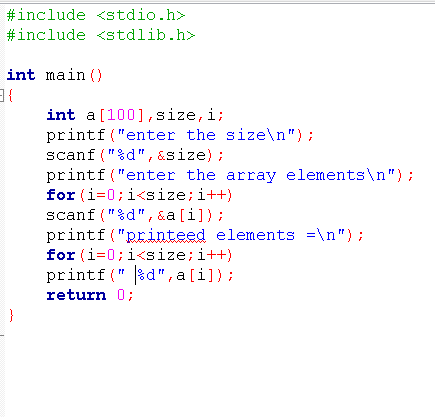 #include <stdio.h>
#include <stdlib.h>
int main()
{
int a[100],size,i;
printf("enter the size\n");
scanf("%d",&size);
printf("enter the array elements\n");
for(i=0;i<size;i++)
scanf("%d",&a[i]);
printf("printeed elements =\n");
for(i=0;i<size;i++)
printf(" %d",a[i]);
return 0;
}